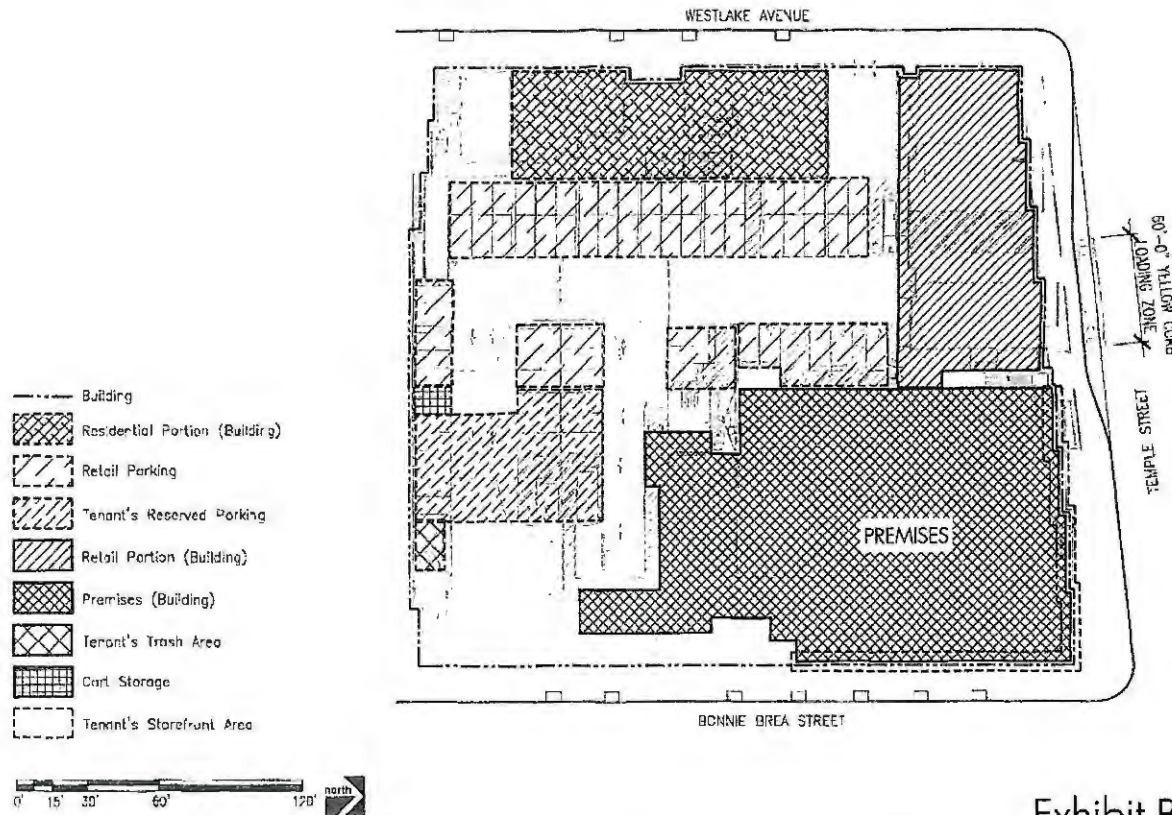 WESTLAKE AVENUE
60'-0" YELLOW CURB
LOADING ZONE
TEMPLE STREET
PREMISES
BONNIE BREA STREET
Building
Residential Portion (Building)
Retail Parking
Tenant's Reserved Parking
Retail Portion (Building)
Premises (Building)
Tenant's Trash Area
Cart Storage
Tenant's Storefront Area
0' 15' 30' 60' 120'
north
Exhibit B